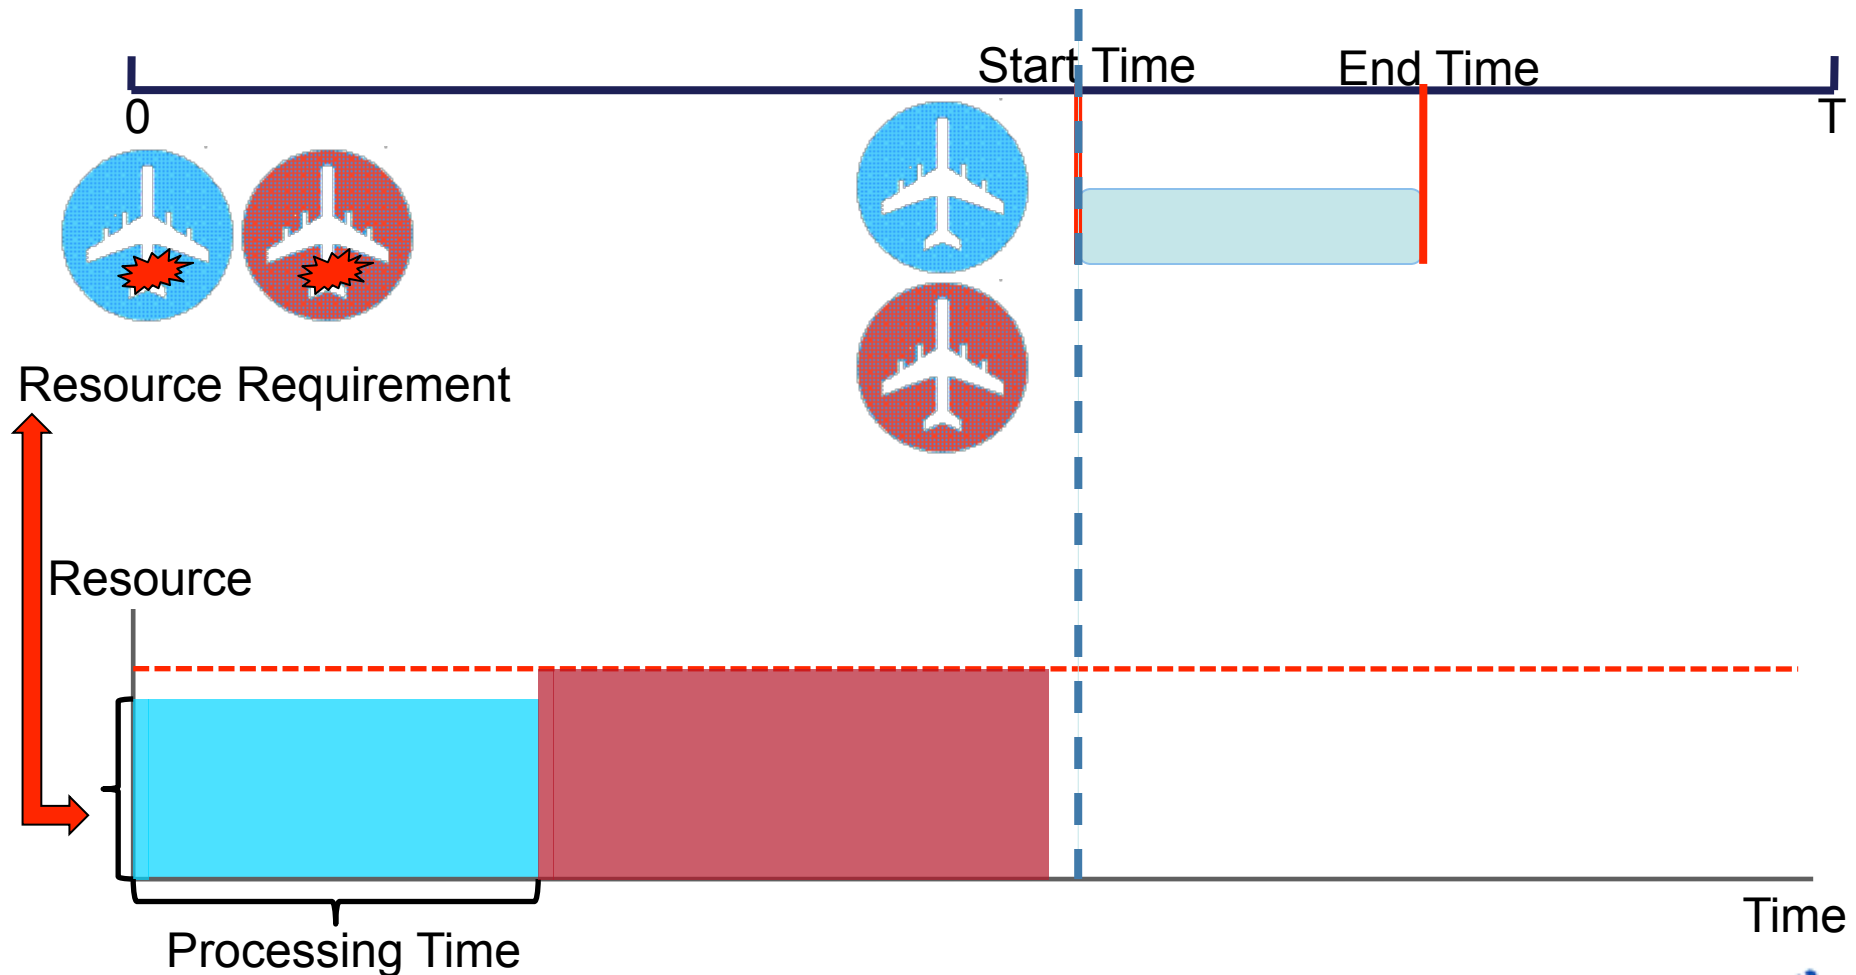 Start Time
End Time
0
T
Resource Requirement
Resource
Time
Processing Time